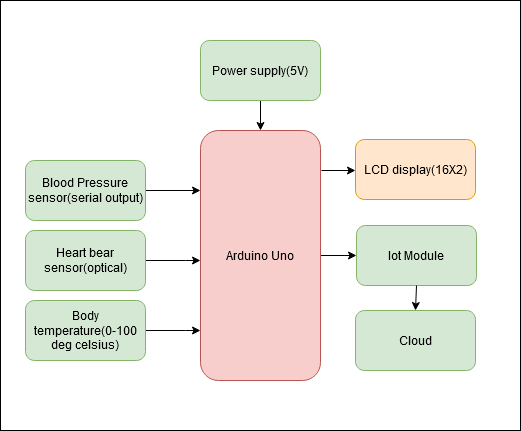 Power supply(5V)
LCD display(16X2)
Blood Pressure
sensor(serial output)
Heart bear
sensor(optical)
Arduino Uno
Iot Module
Body
temperature(0-100
deg celsius)
Cloud